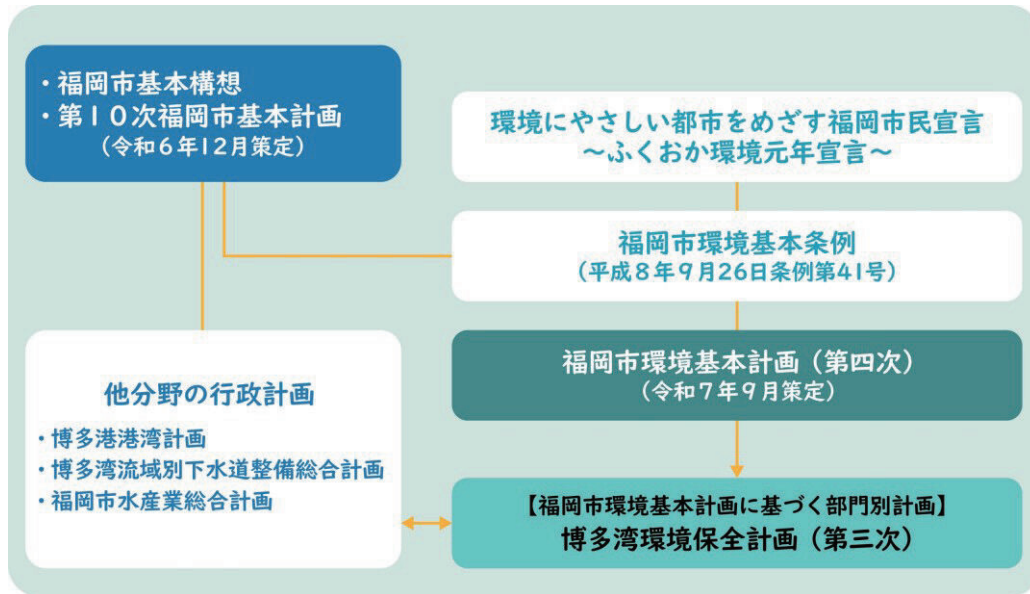 ・福岡市基本構想
・第10次福岡市基本計画
（令和6年12月策定）
環境にやさしい都市をめざす福岡市民宣言
～ふくおか環境元年宣言～
福岡市環境基本条例
（平成8年9月26日条例第41号）
福岡市環境基本計画（第四次）
（令和7年9月策定）
他分野の行政計画
・博多港港湾計画
・博多湾流域別下水道整備総合計画
・福岡市水産業総合計画
【福岡市環境基本計画に基づく部門別計画】
博多湾環境保全計画（第三次）